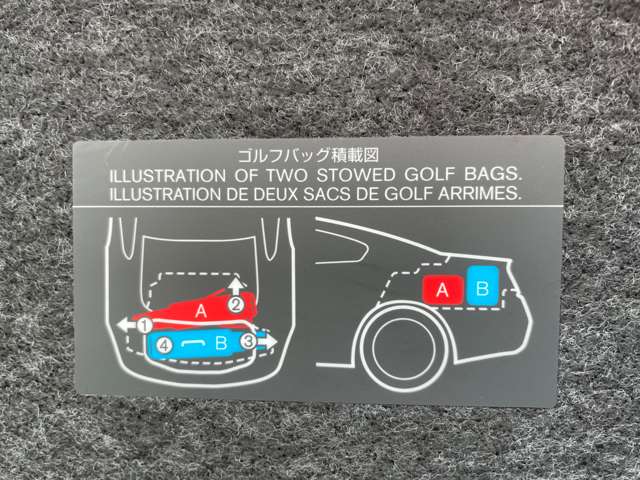 ゴルフバッグ積載図
ILLUSTRATION OF TWO STOWED GOLF BAGS.
ILLUSTRATION DE DEUX SACS DE GOLF ARRIMES.
A
②
①
④ B ③
A B